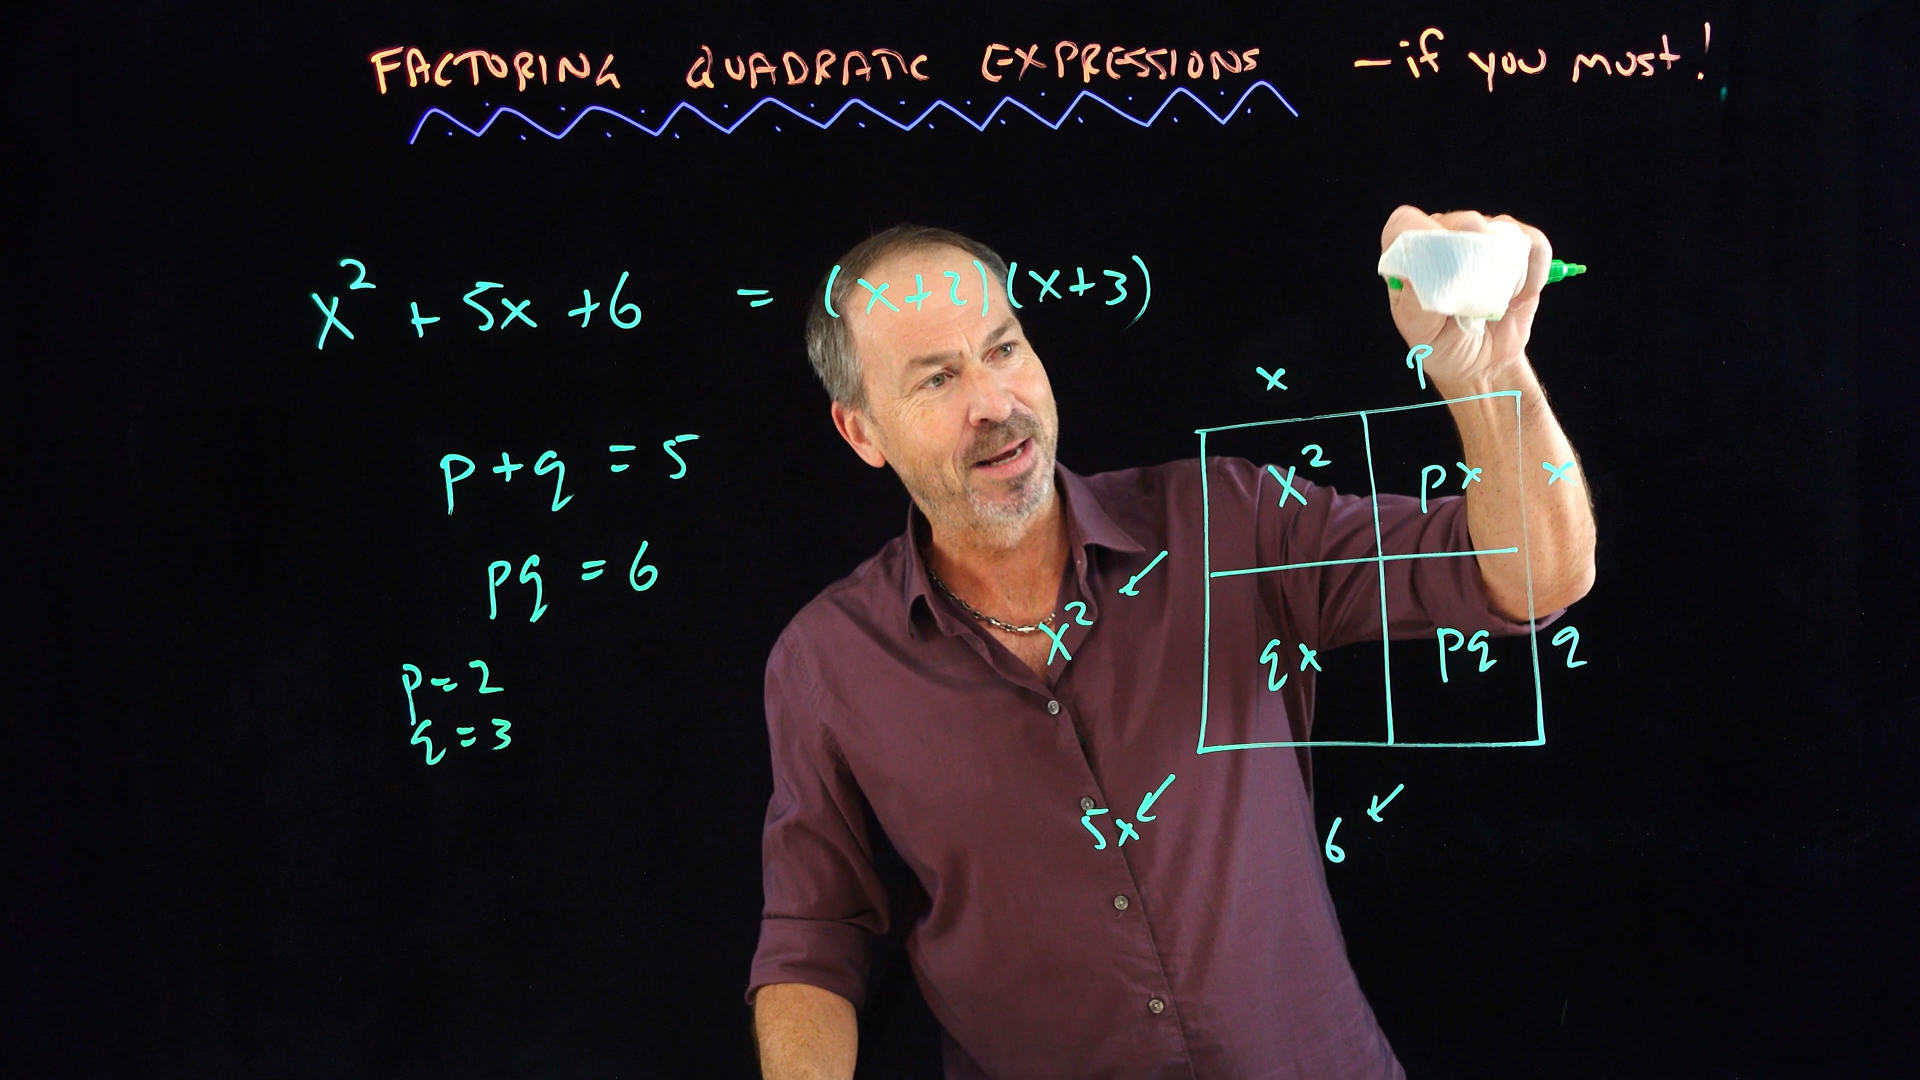 FACTORING QUADRATIC EXPRESSIONS – if you must!
x² + 5x + 6 = (x+2)(x+3)
p + q = 5
pq = 6
p = 2
q = 3
x p
x² px x
qx pq q
x²
5x
6